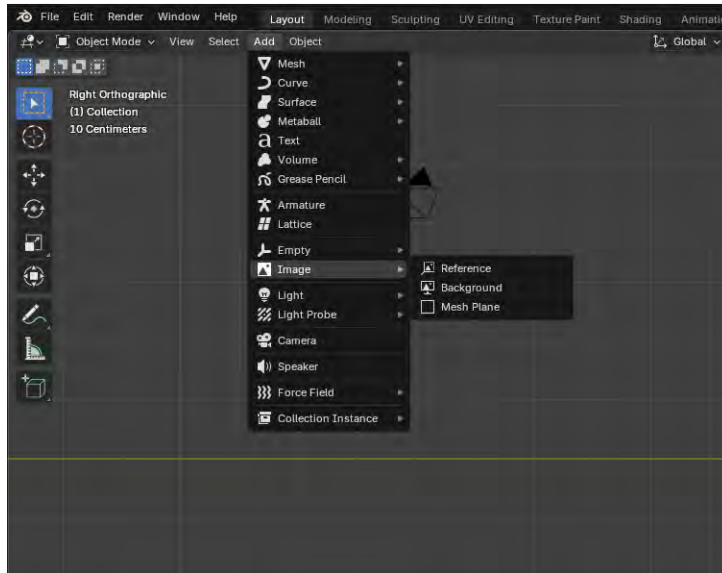 File Edit Render Window Help Layout Modeling Sculpting UV Editing Texture Paint Shading Animati
Object Mode View Select Add Object Global
Right Orthographic
(1) Collection
10 Centimeters
Mesh
Curve
Surface
Metaball
Text
Volume
Grease Pencil
Armature
Lattice
Empty
Image
Light
Light Probe
Camera
Speaker
Force Field
Collection Instance
Reference
Background
Mesh Plane